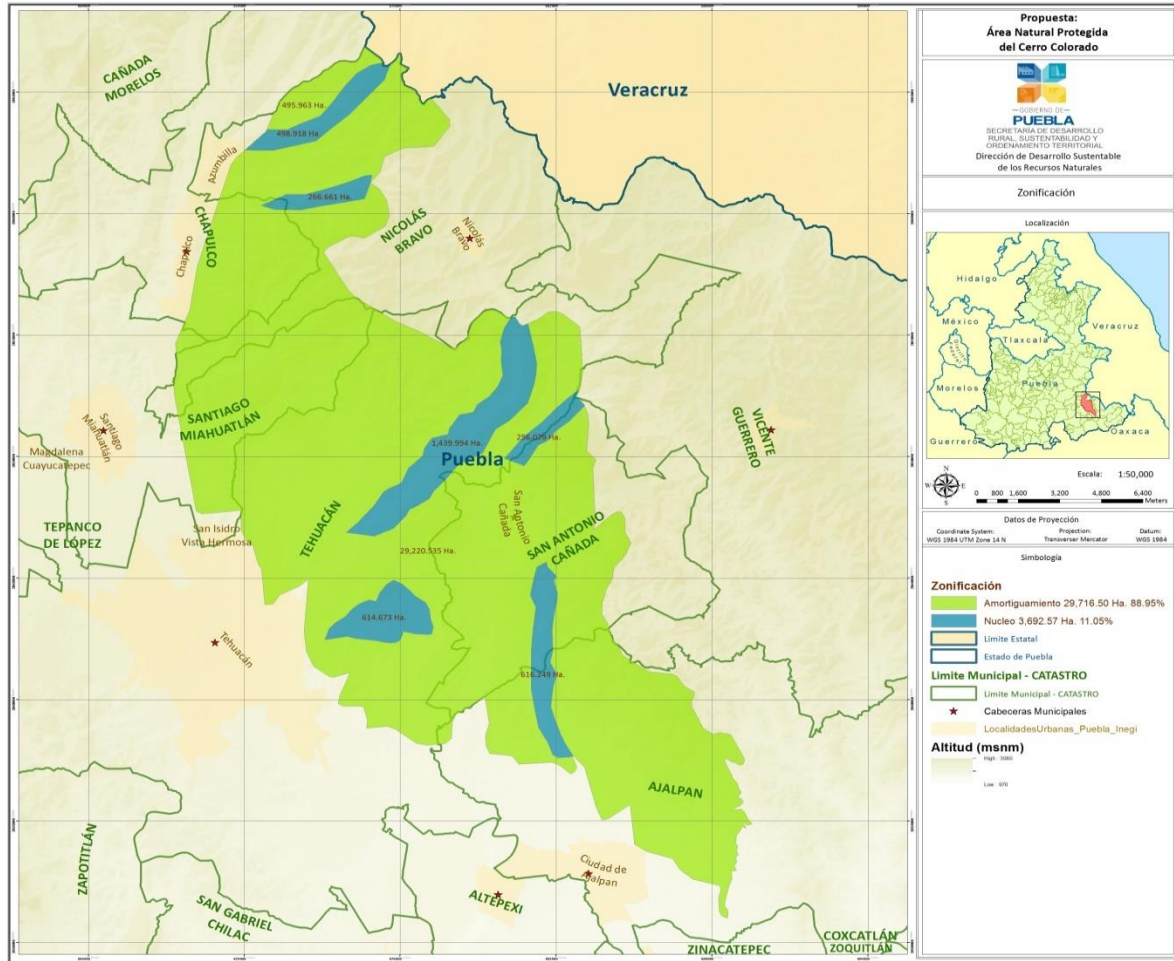 CAÑADA
MORELOS
Veracruz
495.963 Ha.
498.918 Ha.
Azumbilla
266.661 Ha.
CHAPULCO
Chapulco
NICOLÁS
BRAVO
Nicolás
Bravo
SANTIAGO
MIAHUATLÁN
Santiago
Miahuatlán
Magdalena
Cuayucatepec
1,439.994 Ha.
Puebla
VICENTE
GUERRERO
TEPANCO
DE LÓPEZ
San Isidro
Vista Hermosa
TEHUACÁN
San Antonio
Cañada
SAN ANTONIO
CAÑADA
29,220.535 Ha.
614.673 Ha.
Tehuacán
616.249 Ha.
AJALPAN
ZAPOTITLÁN
Ciudad de
Ajalpan
ALTEPEXI
SAN GABRIEL
CHILAC
ZINACATEPEC
COXCATLÁN
ZOQUITLÁN
Propuesta:
Área Natural Protegida
del Cerro Colorado
GOBIERNO DE
PUEBLA
SECRETARÍA DE DESARROLLO
RURAL, SUSTENTABILIDAD Y
ORDENAMIENTO TERRITORIAL
Dirección de Desarrollo Sustentable
de los Recursos Naturales
Zonificación
Localización
Hidalgo
México
Tlaxcala
Veracruz
Distrito
Federal
Morelos
Puebla
Guerrero
Oaxaca
N
W E
S
Escala: 1:50,000
0 800 1,600 3,200 4,800 6,400
Meters
Datos de Proyección
Coordinate System: Projection: Datum:
WGS 1984 UTM Zone 14 N Transverser Mercator WGS 1984
Simbología
Zonificación
Amortiguamiento 29,716.50 Ha. 88.95%
Nucleo 3,692.57 Ha. 11.05%
Limite Estatal
Estado de Puebla
Limite Municipal - CATASTRO
Limite Municipal - CATASTRO
Cabeceras Municipales
LocalidadesUrbanas_Puebla_Inegi
Altitud (msnm)
High : 3080
Low : 970